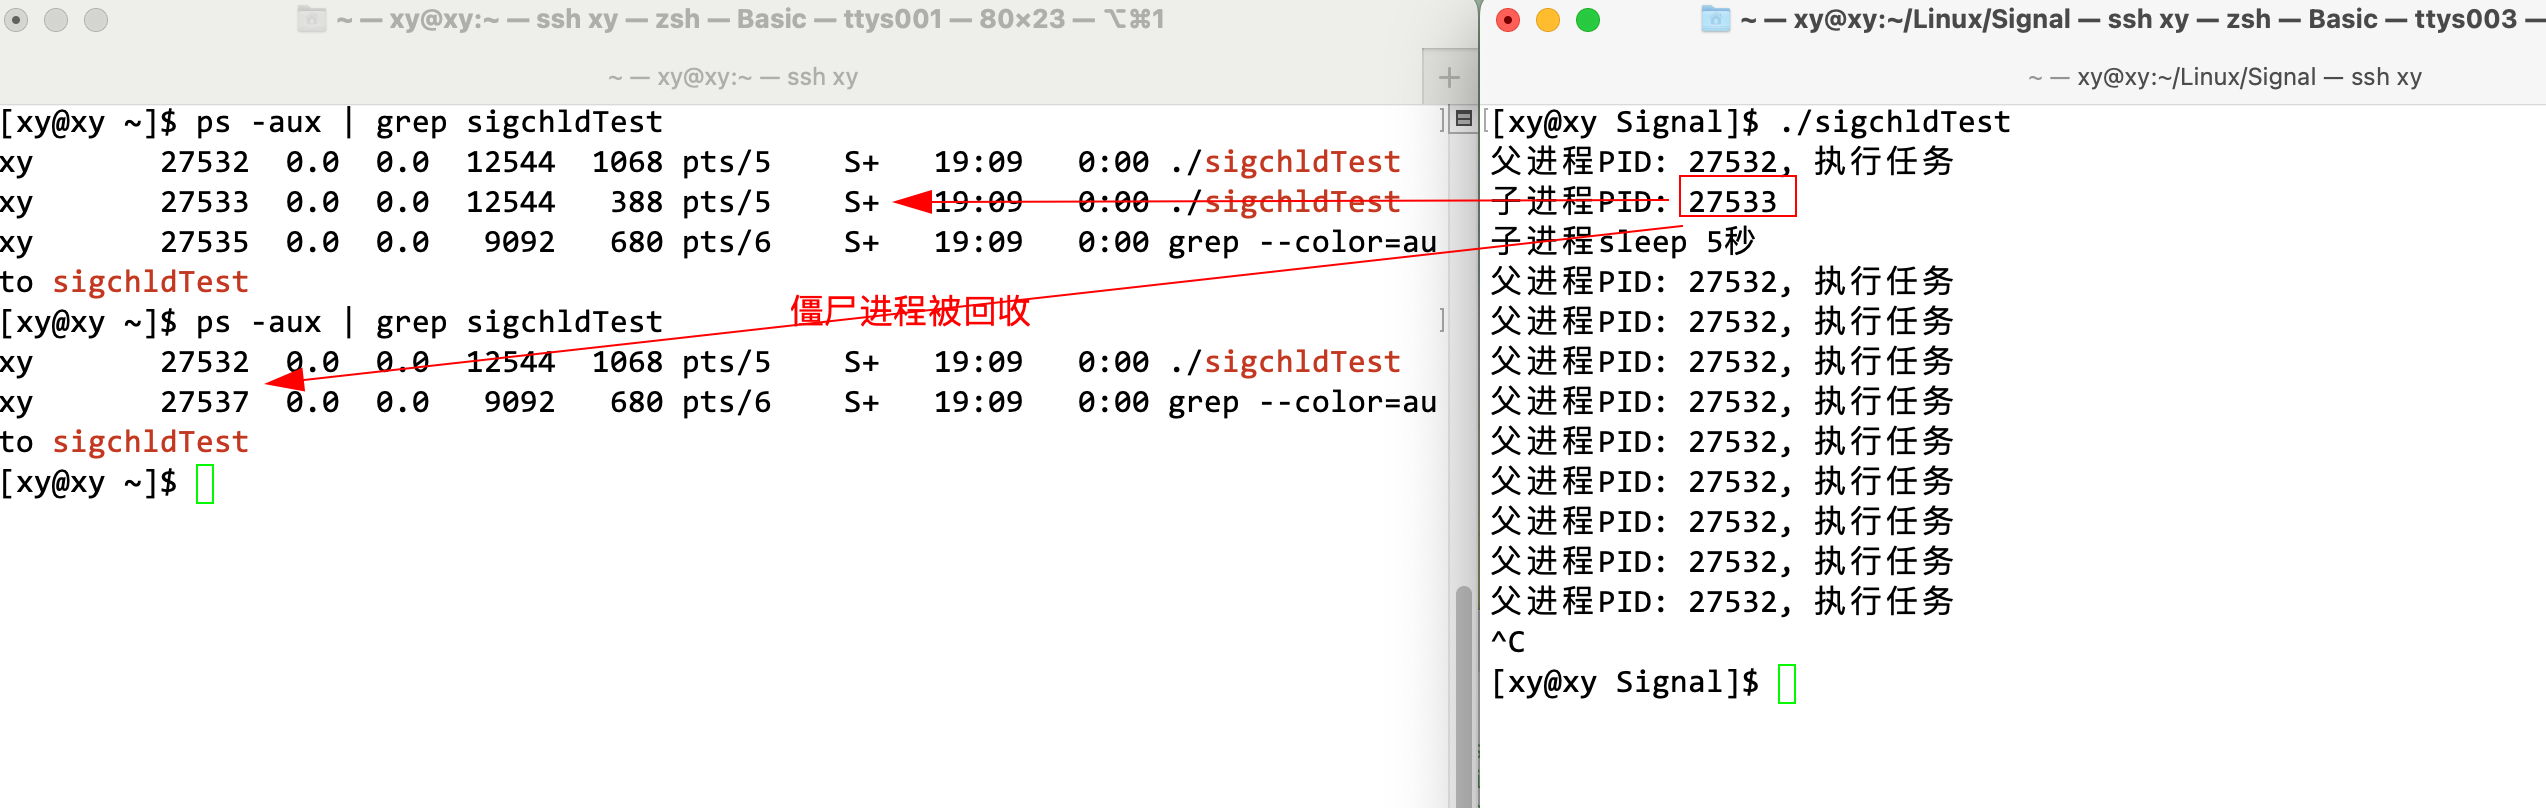 ~ — xy@xy:~ — ssh xy — zsh — Basic — ttys001 — 80×23 — ⌥⌘1
~ — xy@xy:~ — ssh xy
[xy@xy ~]$ ps -aux | grep sigchldTest
xy 27532 0.0 0.0 12544 1068 pts/5 S+ 19:09 0:00 ./sigchldTest
xy 27533 0.0 0.0 12544 388 pts/5 S+ 19:09 0:00 ./sigchldTest
xy 27535 0.0 0.0 9092 680 pts/6 S+ 19:09 0:00 grep --color=au
to sigchldTest
僵尸进程被回收
[xy@xy ~]$ ps -aux | grep sigchldTest
xy 27532 0.0 0.0 12544 1068 pts/5 S+ 19:09 0:00 ./sigchldTest
xy 27537 0.0 0.0 9092 680 pts/6 S+ 19:09 0:00 grep --color=au
to sigchldTest
[xy@xy ~]$
~ — xy@xy:~/Linux/Signal — ssh xy — zsh — Basic — ttys003 —
~ — xy@xy:~/Linux/Signal — ssh xy
[xy@xy Signal]$ ./sigchldTest
父进程PID: 27532, 执行任务
子进程PID: 27533
子进程sleep 5秒
父进程PID: 27532, 执行任务
父进程PID: 27532, 执行任务
父进程PID: 27532, 执行任务
父进程PID: 27532, 执行任务
父进程PID: 27532, 执行任务
父进程PID: 27532, 执行任务
父进程PID: 27532, 执行任务
父进程PID: 27532, 执行任务
父进程PID: 27532, 执行任务
^C
[xy@xy Signal]$